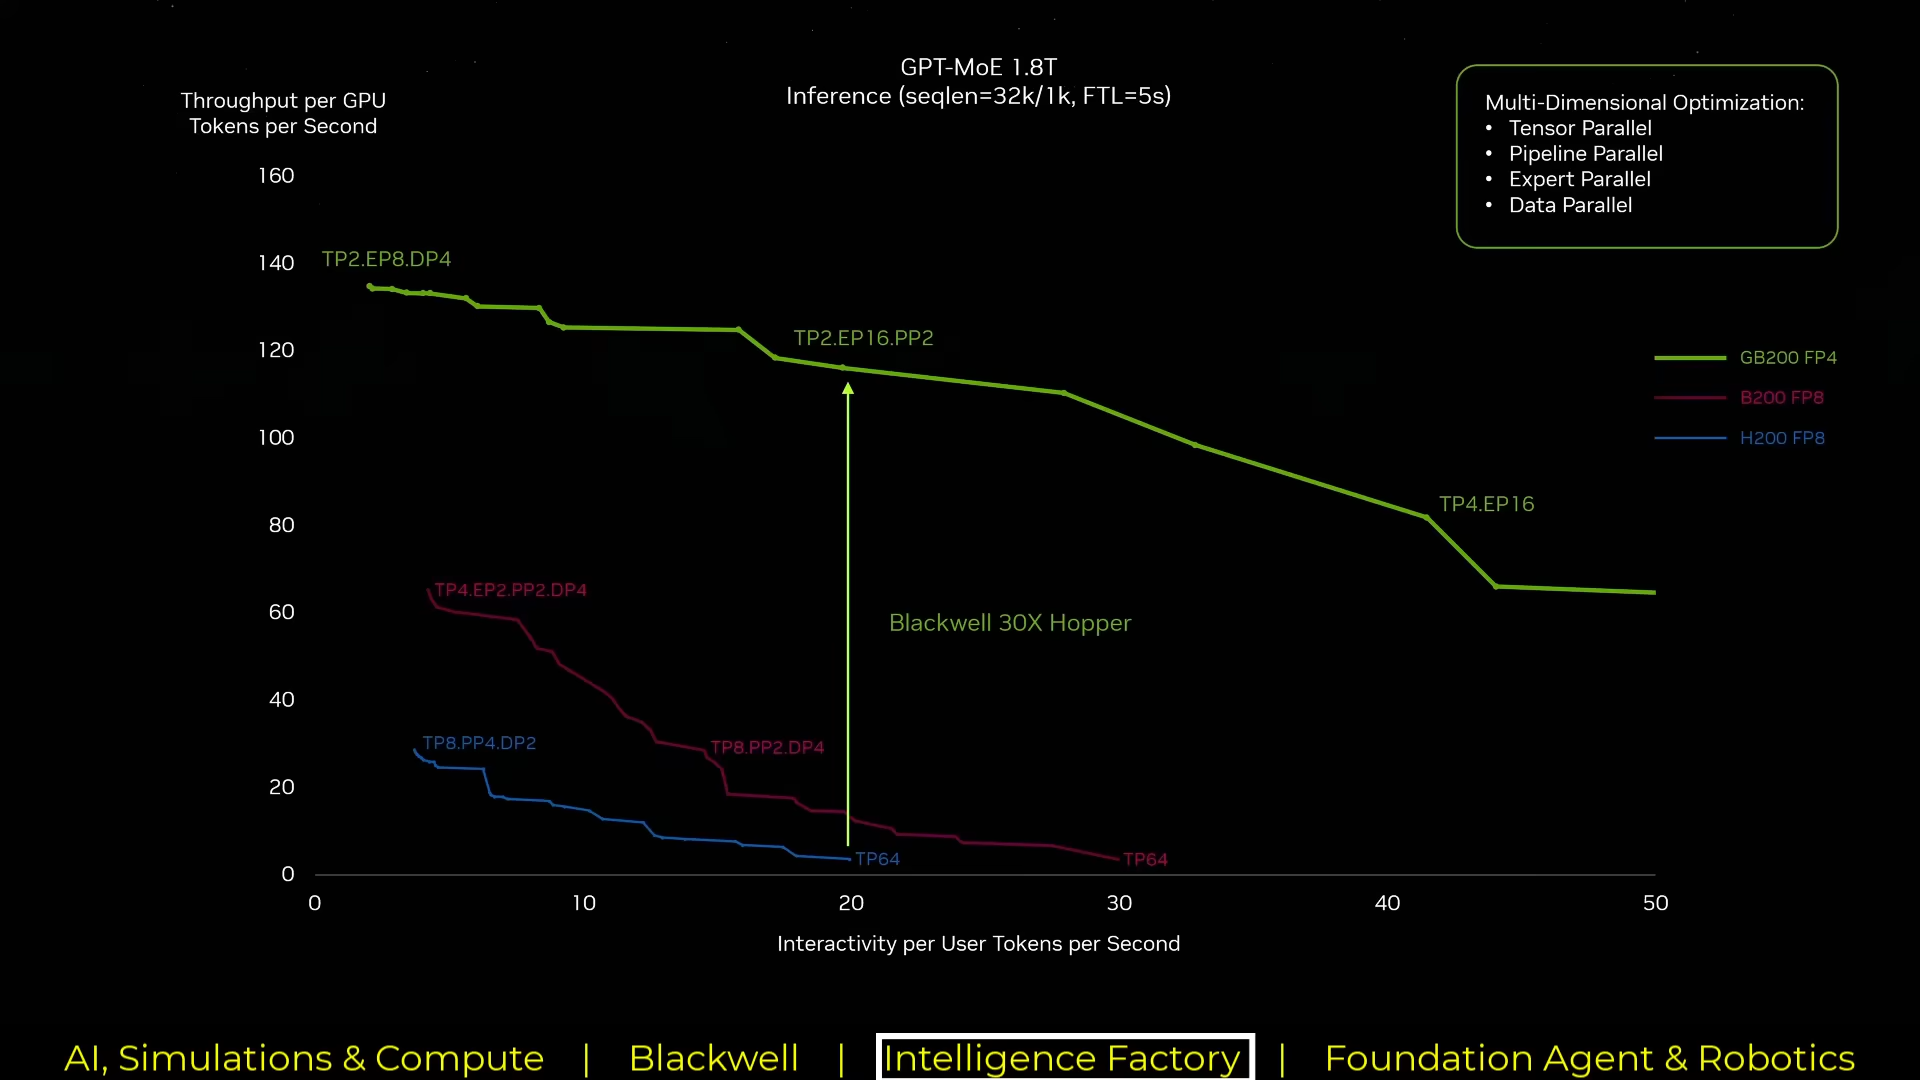 GPT-MoE 1.8T
Inference (seqlen=32k/1k, FTL=5s)
Throughput per GPU
Tokens per Second
Multi-Dimensional Optimization:
• Tensor Parallel
• Pipeline Parallel
• Expert Parallel
• Data Parallel
160
140
120
100
80
60
40
20
0
TP2.EP8.DP4
TP2.EP16.PP2
TP4.EP16
GB200 FP4
B200 FP8
H200 FP8
TP4.EP2.PP2.DP4
Blackwell 30X Hopper
TP8.PP4.DP2
TP8.PP2.DP4
TP64
TP64
0 10 20 30 40 50
Interactivity per User Tokens per Second
AI, Simulations & Compute | Blackwell | Intelligence Factory | Foundation Agent & Robotics